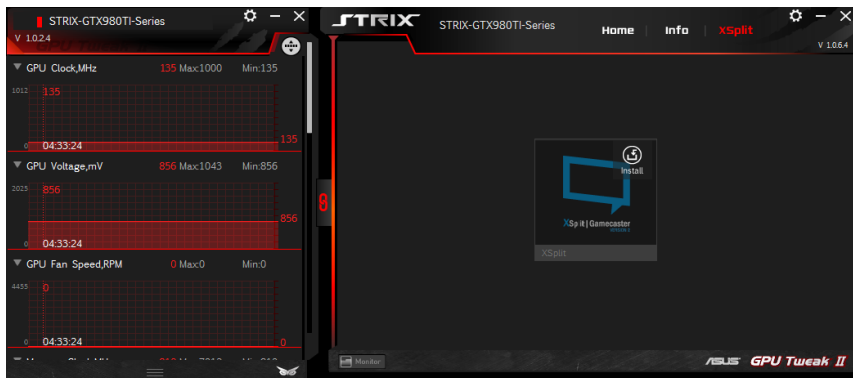 STRIX-GTX980TI-Series
V 1.0.2.4
GPU Clock,MHz 135 Max:1000 Min:135
1012 135
135
0 04:33:24
GPU Voltage,mV 856 Max:1043 Min:856
2025 856
856
0 04:33:24
GPU Fan Speed,RPM 0 Max:0 Min:0
4455 0
0
0 04:33:24
STRIX STRIX-GTX980TI-Series Home Info XSplit
V 1.0.6.4
Install
XSplit | Gamecaster
XSplit
Monitor
ASUS GPU Tweak II